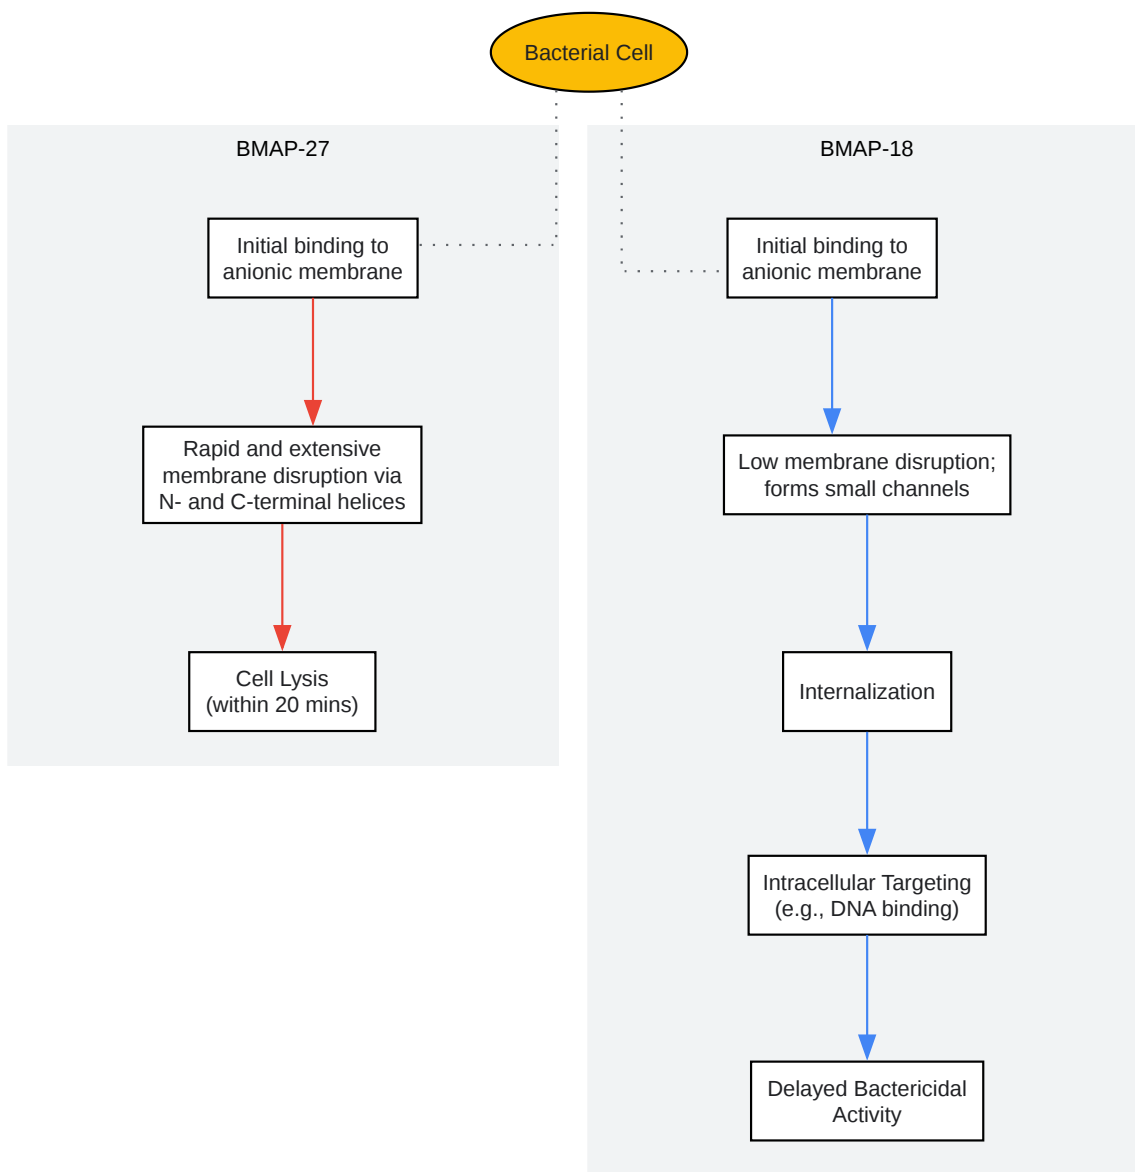 Bacterial Cell
BMAP-27
Initial binding to
anionic membrane
Rapid and extensive
membrane disruption via
N- and C-terminal helices
Cell Lysis
(within 20 mins)
BMAP-18
Initial binding to
anionic membrane
Low membrane disruption;
forms small channels
Internalization
Intracellular Targeting
(e.g., DNA binding)
Delayed Bactericidal
Activity